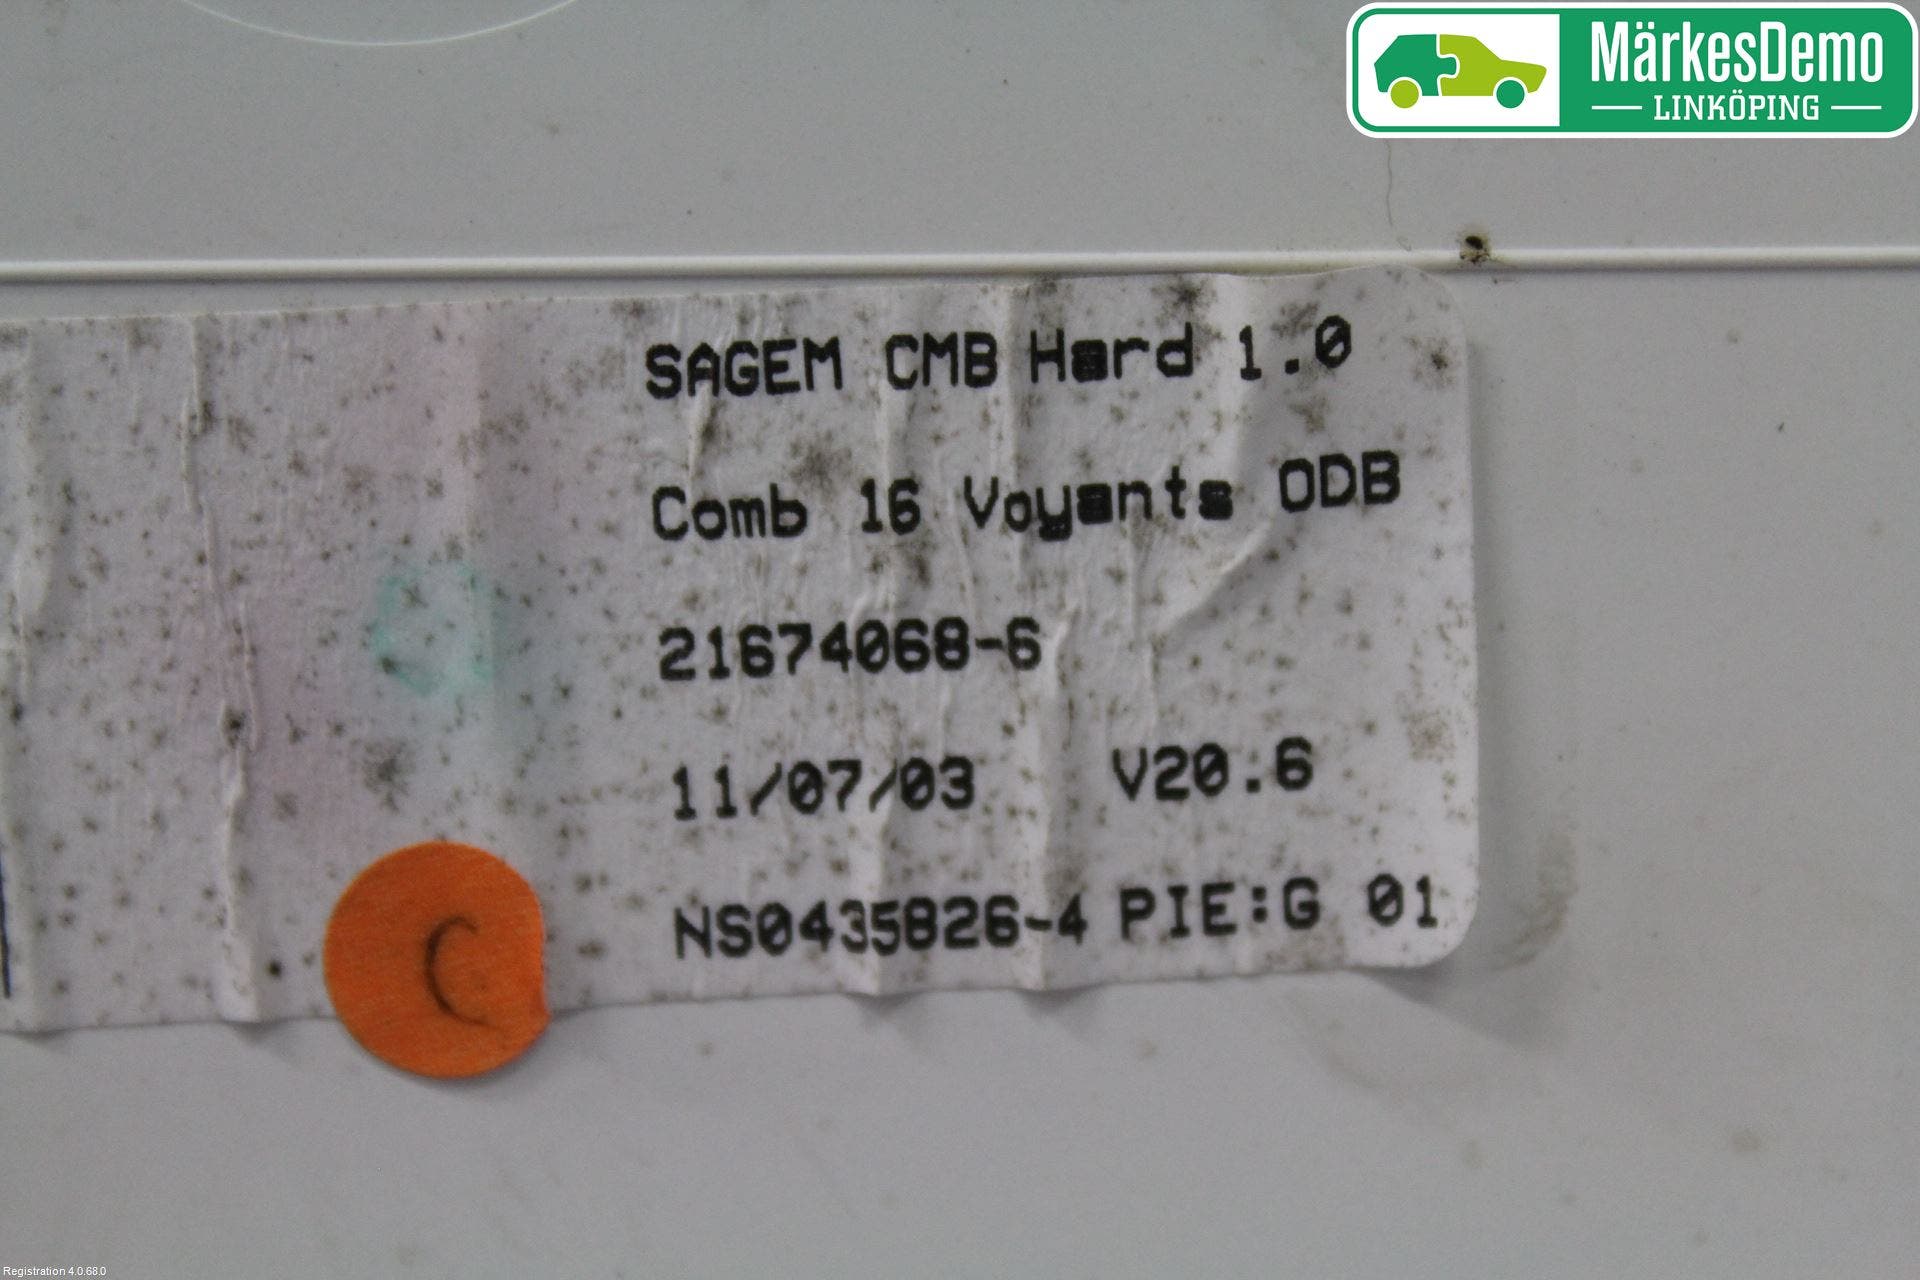 MärkesDemo
LINKÖPING
SAGEM CMB Hard 1.0
Comb 16 Voyants ODB
21674068-6
11/07/03 V20.6
NS0435826-4 PIE:G 01
C
Registration 4.0.68.0